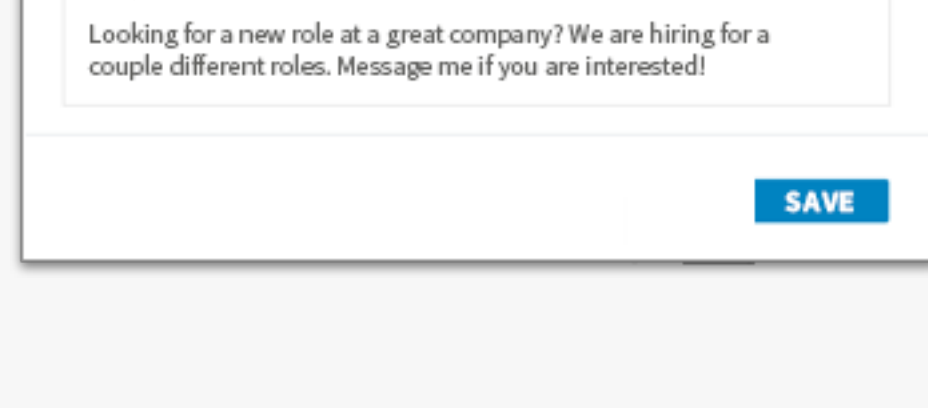 Looking for a new role at a great company? We are hiring for a
couple different roles. Message me if you are interested!
SAVE